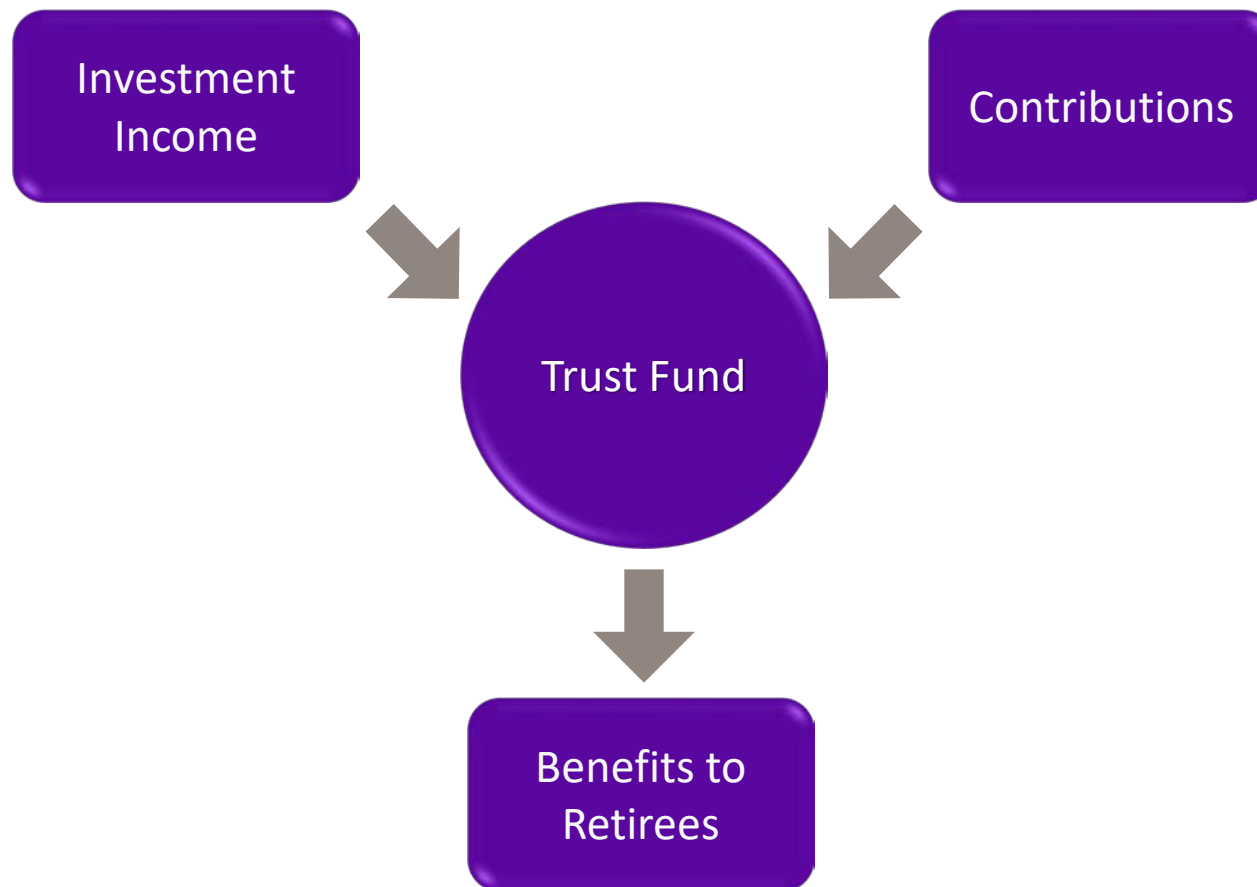 Investment
Income
Contributions
Trust Fund
Benefits to
Retirees